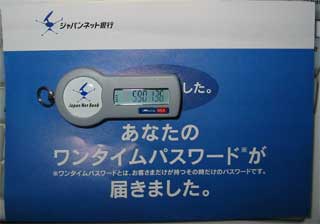 ジャパンネット銀行
Japan Net Bank
した。
あなたの
ワンタイムパスワード※が
※ワンタイムパスワードとは、お客さまだけが持つその時だけのパスワードです。
届きました。